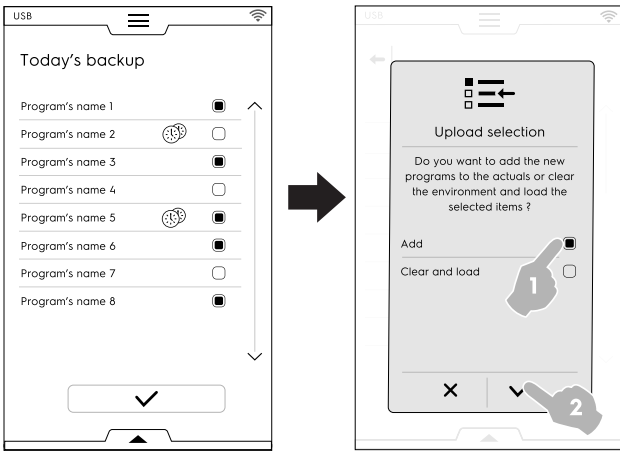 USB
Today's backup
Program's name 1
Program's name 2
Program's name 3
Program's name 4
Program's name 5
Program's name 6
Program's name 7
Program's name 8
USB
Upload selection
Do you want to add the new
programs to the actuals or clear
the environment and load the
selected items ?
Add
Clear and load
1
2